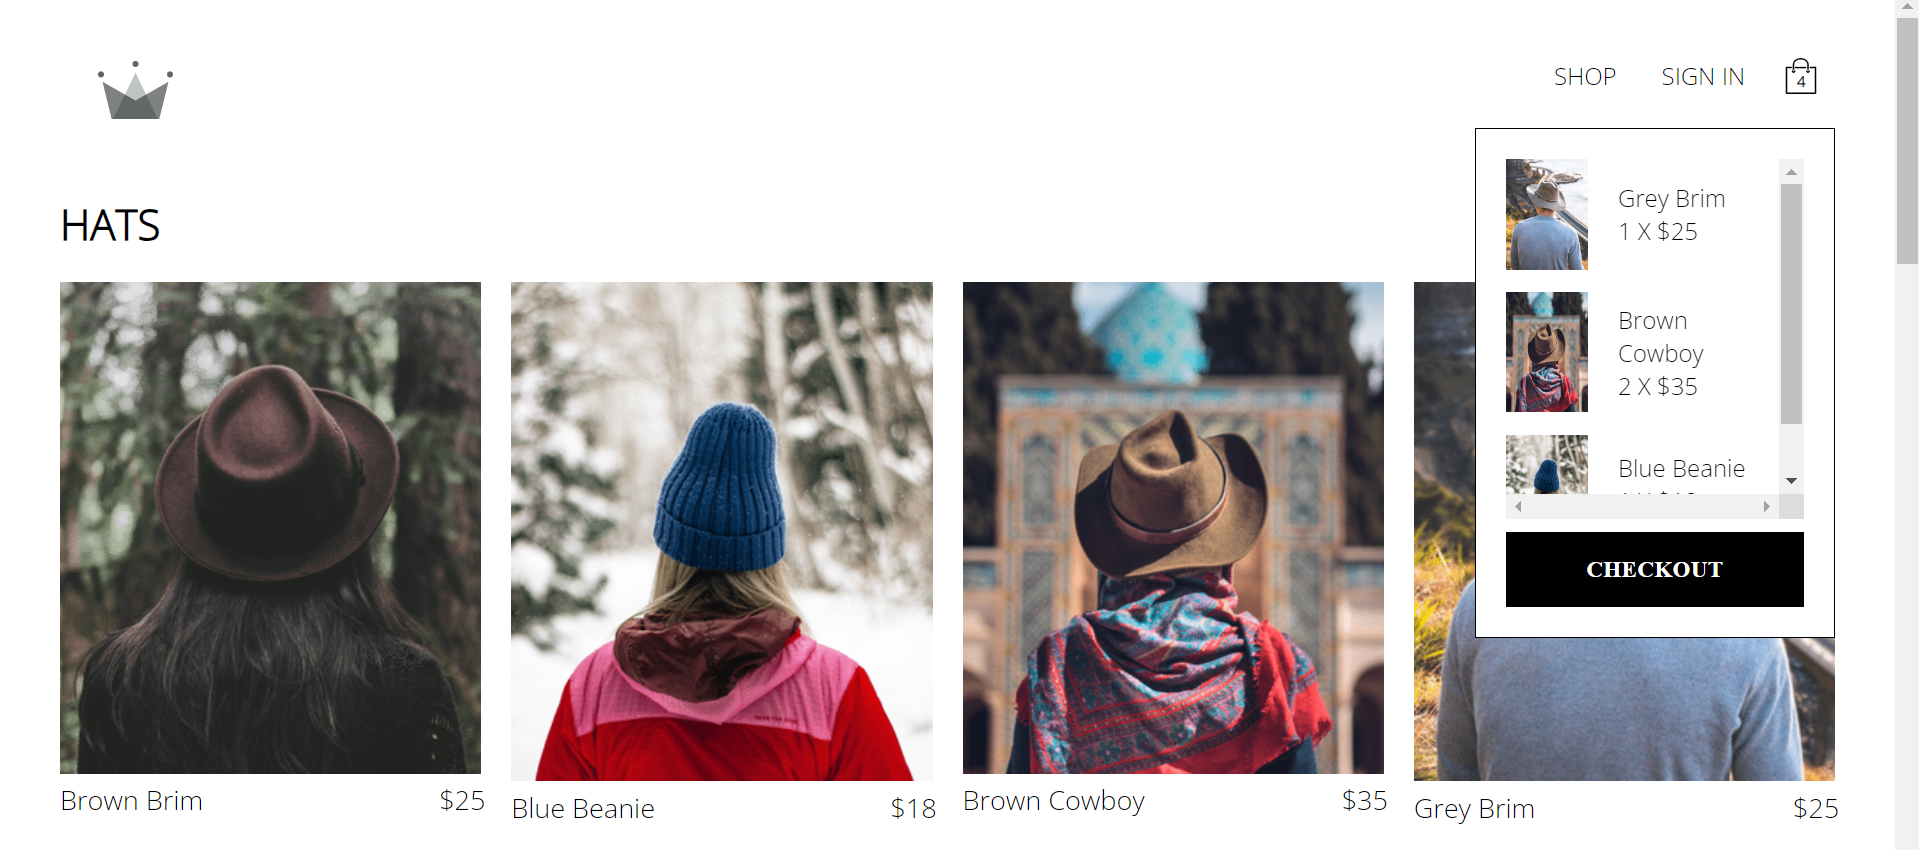 SHOP
SIGN IN
4
HATS
Grey Brim
1 X $25
Brown
Cowboy
2 X $35
Blue Beanie
CHECKOUT
Brown Brim
$25
Blue Beanie
$18
Brown Cowboy
$35
Grey Brim
$25